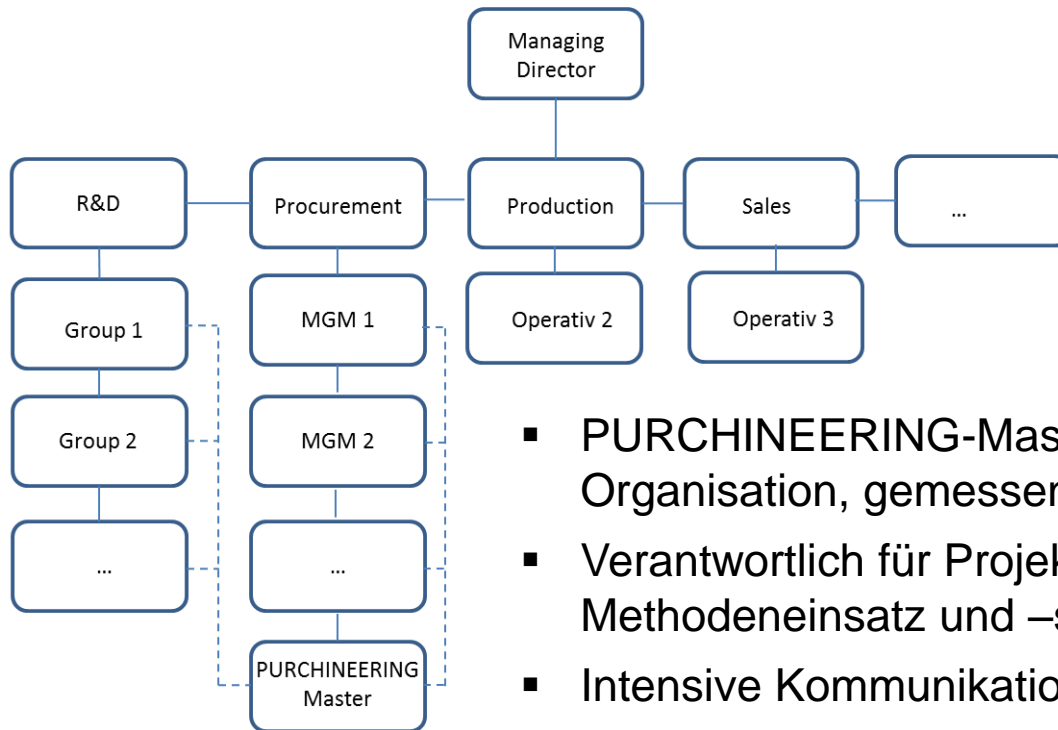 Managing
Director
R&D
Procurement
Production
Sales
...
Group 1
MGM 1
Operativ 2
Operativ 3
Group 2
MGM 2
...
...
PURCHINEERING
Master
▪ PURCHINEERING-Mas
Organisation, gemesser
▪ Verantwortlich für Projek
Methodeneinsatz und –s
▪ Intensive Kommunikatio